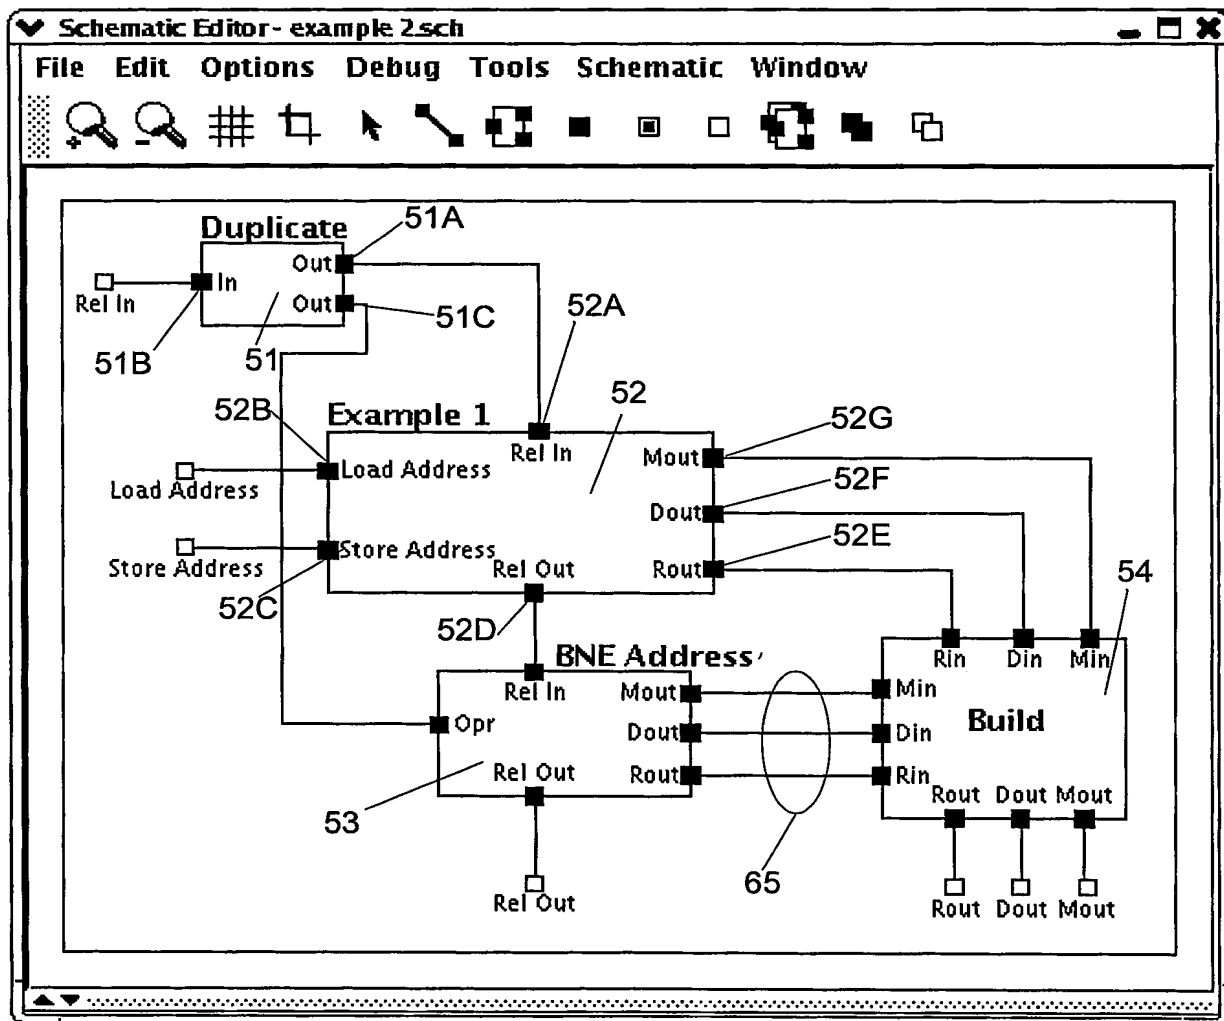 Schematic Editor - example 2.sch
File Edit Options Debug Tools Schematic Window
Duplicate
51A
Out
In
Rel In
Out
51C
52A
51B
51
52
52B
Example 1
52G
Rel In
Mout
Load Address
Load Address
52F
Dout
52E
Store Address
Store Address
Rel Out
Rout
54
52C
52D
BNE Address
Rin Din Min
Rel In
Mout
Min
Opr
Dout
Din
Build
Rel Out
Rout
Rin
Rout Dout Mout
53
65
Rel Out
Rout Dout Mout